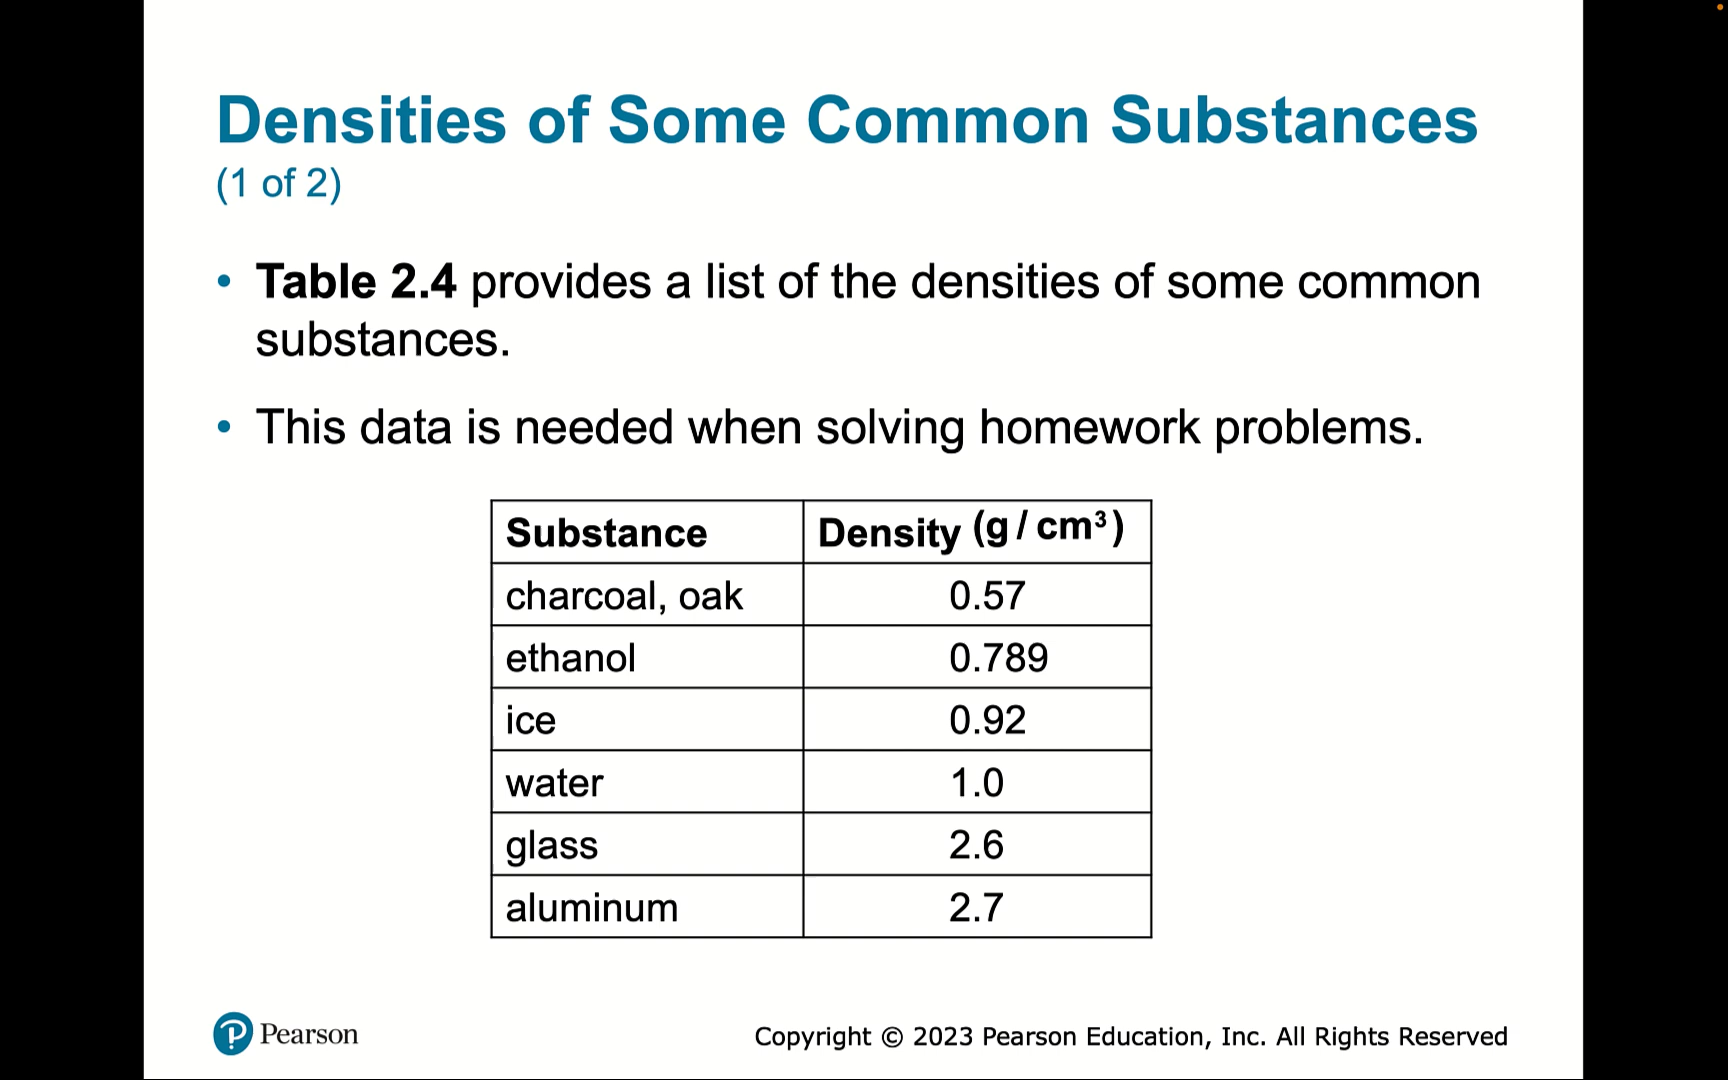 Densities of Some Common Substances
(1 of 2)
• Table 2.4 provides a list of the densities of some common
substances.
• This data is needed when solving homework problems.
Substance Density (g / cm³)
charcoal, oak 0.57
ethanol 0.789
ice 0.92
water 1.0
glass 2.6
aluminum 2.7
Pearson Copyright © 2023 Pearson Education, Inc. All Rights Reserved